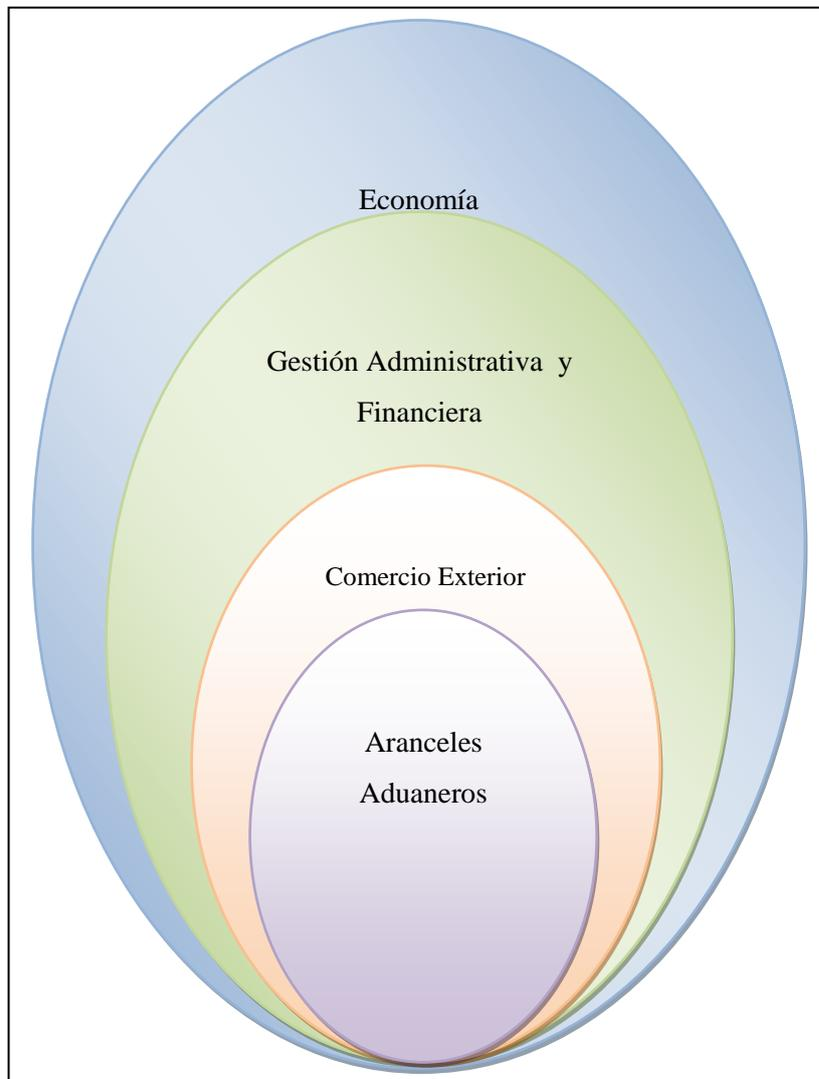 Economía
Gestión Administrativa y
Financiera
Comercio Exterior
Aranceles
Aduaneros